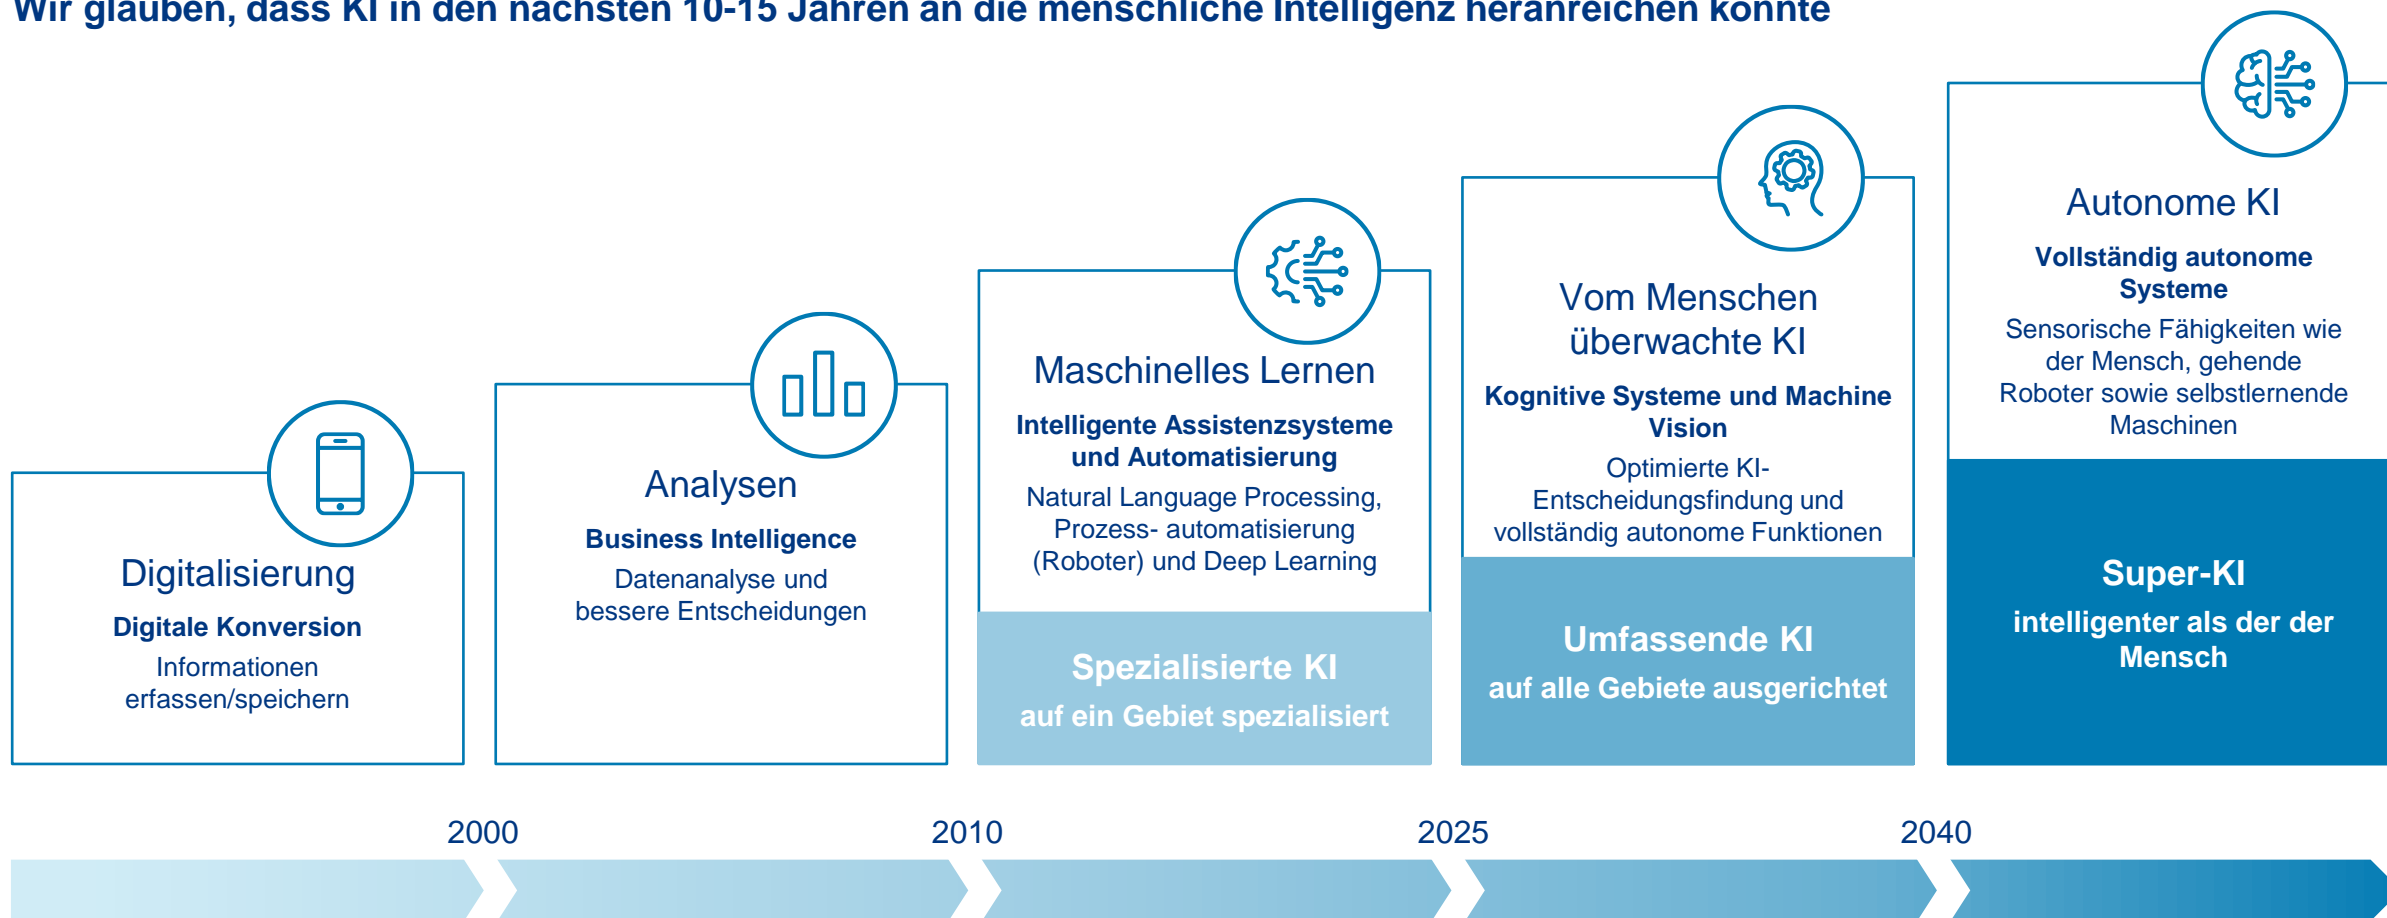 Wir glauben, dass KI in den nächsten 10-15 Jahren an die menschliche Intelligenz heranreichen könnte
Digitalisierung
Digitale Konversion
Informationen
erfassen/speichern
Analysen
Business Intelligence
Datenanalyse und
bessere Entscheidungen
Maschinelles Lernen
Intelligente Assistenzsysteme
und Automatisierung
Natural Language Processing,
Prozess- automatisierung
(Roboter) und Deep Learning
Spezialisierte KI
auf ein Gebiet spezialisiert
Vom Menschen
überwachte KI
Kognitive Systeme und Machine
Vision
Optimierte KI-
Entscheidungsfindung und
vollständig autonome Funktionen
Umfassende KI
auf alle Gebiete ausgerichtet
Autonome KI
Vollständig autonome
Systeme
Sensorische Fähigkeiten wie
der Mensch, gehende
Roboter sowie selbstlernende
Maschinen
Super-KI
intelligenter als der der
Mensch
2000
2010
2025
2040